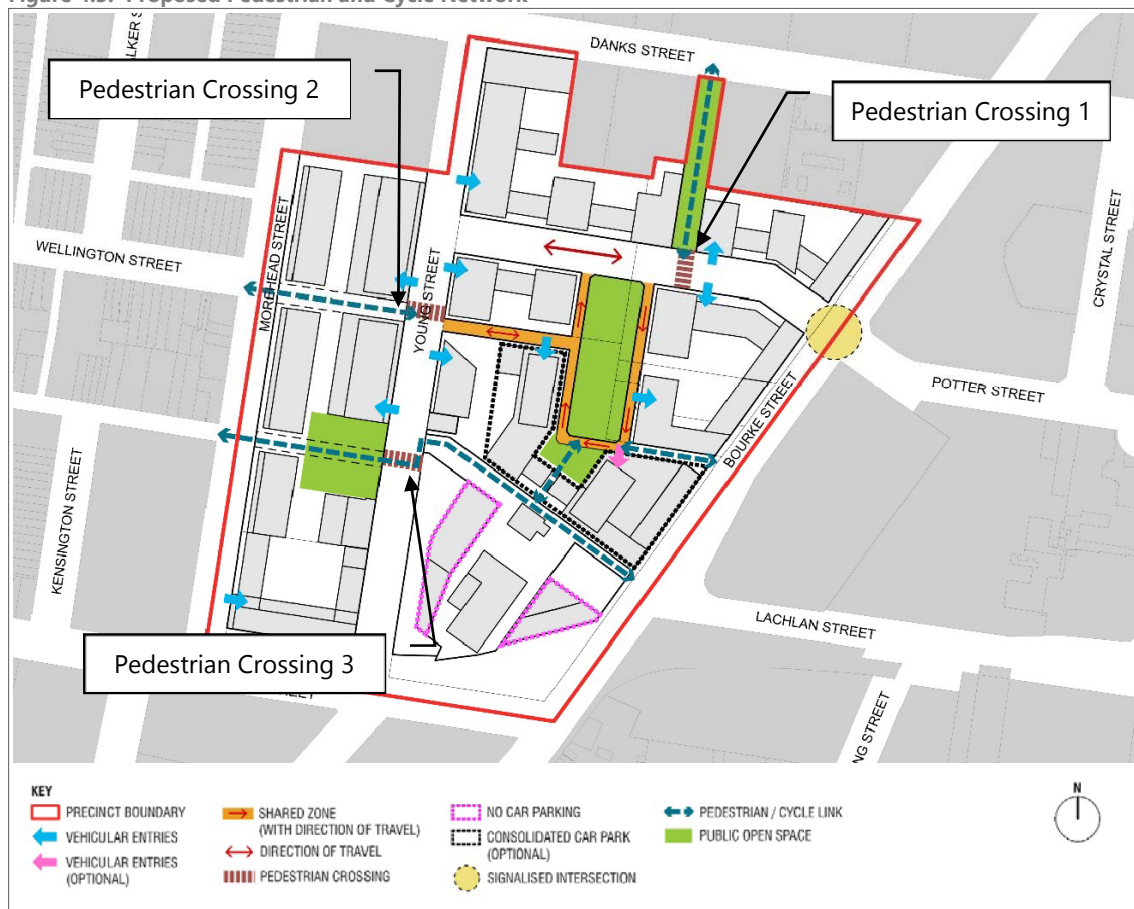 Figure 4.5: Proposed Pedestrian and Cycle Network
DANKS STREET
Pedestrian Crossing 2
Pedestrian Crossing 1
WELLINGTON STREET
MOREHEAD STREET
YOUNG STREET
CRYSTAL STREET
POTTER STREET
BOURKE STREET
KENSINGTON STREET
LACHLAN STREET
Pedestrian Crossing 3
KEY
PRECINCT BOUNDARY
VEHICULAR ENTRIES
VEHICULAR ENTRIES
(OPTIONAL)
SHARED ZONE
(WITH DIRECTION OF TRAVEL)
DIRECTION OF TRAVEL
PEDESTRIAN CROSSING
NO CAR PARKING
CONSOLIDATED CAR PARK
(OPTIONAL)
SIGNALISED INTERSECTION
PEDESTRIAN / CYCLE LINK
PUBLIC OPEN SPACE
N